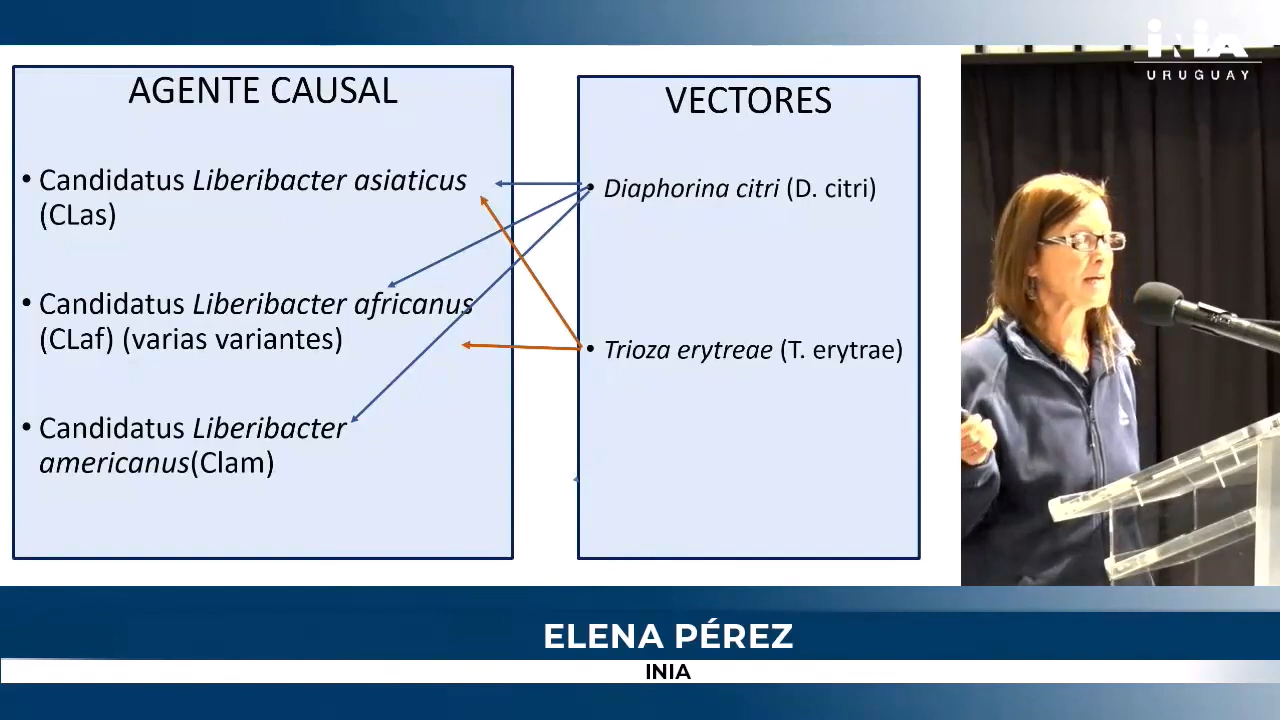 AGENTE CAUSAL
• Candidatus Liberibacter asiaticus
(CLas)
• Candidatus Liberibacter africanus
(CLaf) (varias variantes)
• Candidatus Liberibacter
americanus(Clam)
VECTORES
• Diaphorina citri (D. citri)
• Trioza erytreae (T. erytrae)
INIA
URUGUAY
ELENA PÉREZ
INIA